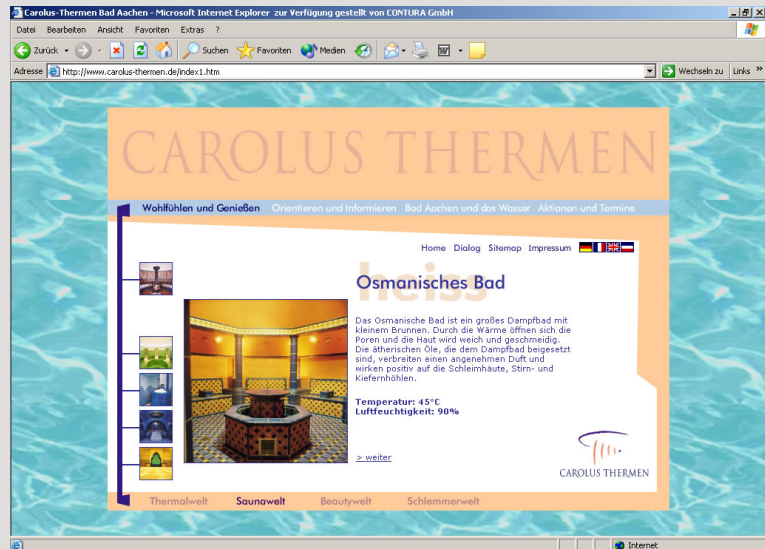 Carolus-Thermen Bad Aachen - Microsoft Internet Explorer zur Verfügung gestellt von CONTURA GmbH
Datei Bearbeiten Ansicht Favoriten Extras ?
Zurück Suchen Favoriten Medien
Adresse http://www.carolus-thermen.de/index1.htm Wechseln zu Links »
CAROLUS THERMEN
Wohlfühlen und Genießen Orientieren und Informieren Bad Aachen und das Wasser Aktionen und Termine
Home Dialog Sitemap Impressum
heiss
Osmanisches Bad
Das Osmanische Bad ist ein großes Dampfbad mit
kleinem Brunnen. Durch die Wärme öffnen sich die
Poren und die Haut wird weich und geschmeidig.
Die ätherischen Öle, die dem Dampfbad beigesetzt
sind, verbreiten einen angenehmen Duft und
wirken positiv auf die Schleimhäute, Stirn- und
Kiefernhöhlen.
Temperatur: 45°C
Luftfeuchtigkeit: 90%
> weiter
CAROLUS THERMEN
Thermalwelt Saunawelt Beautywelt Schlemmerwelt
Internet